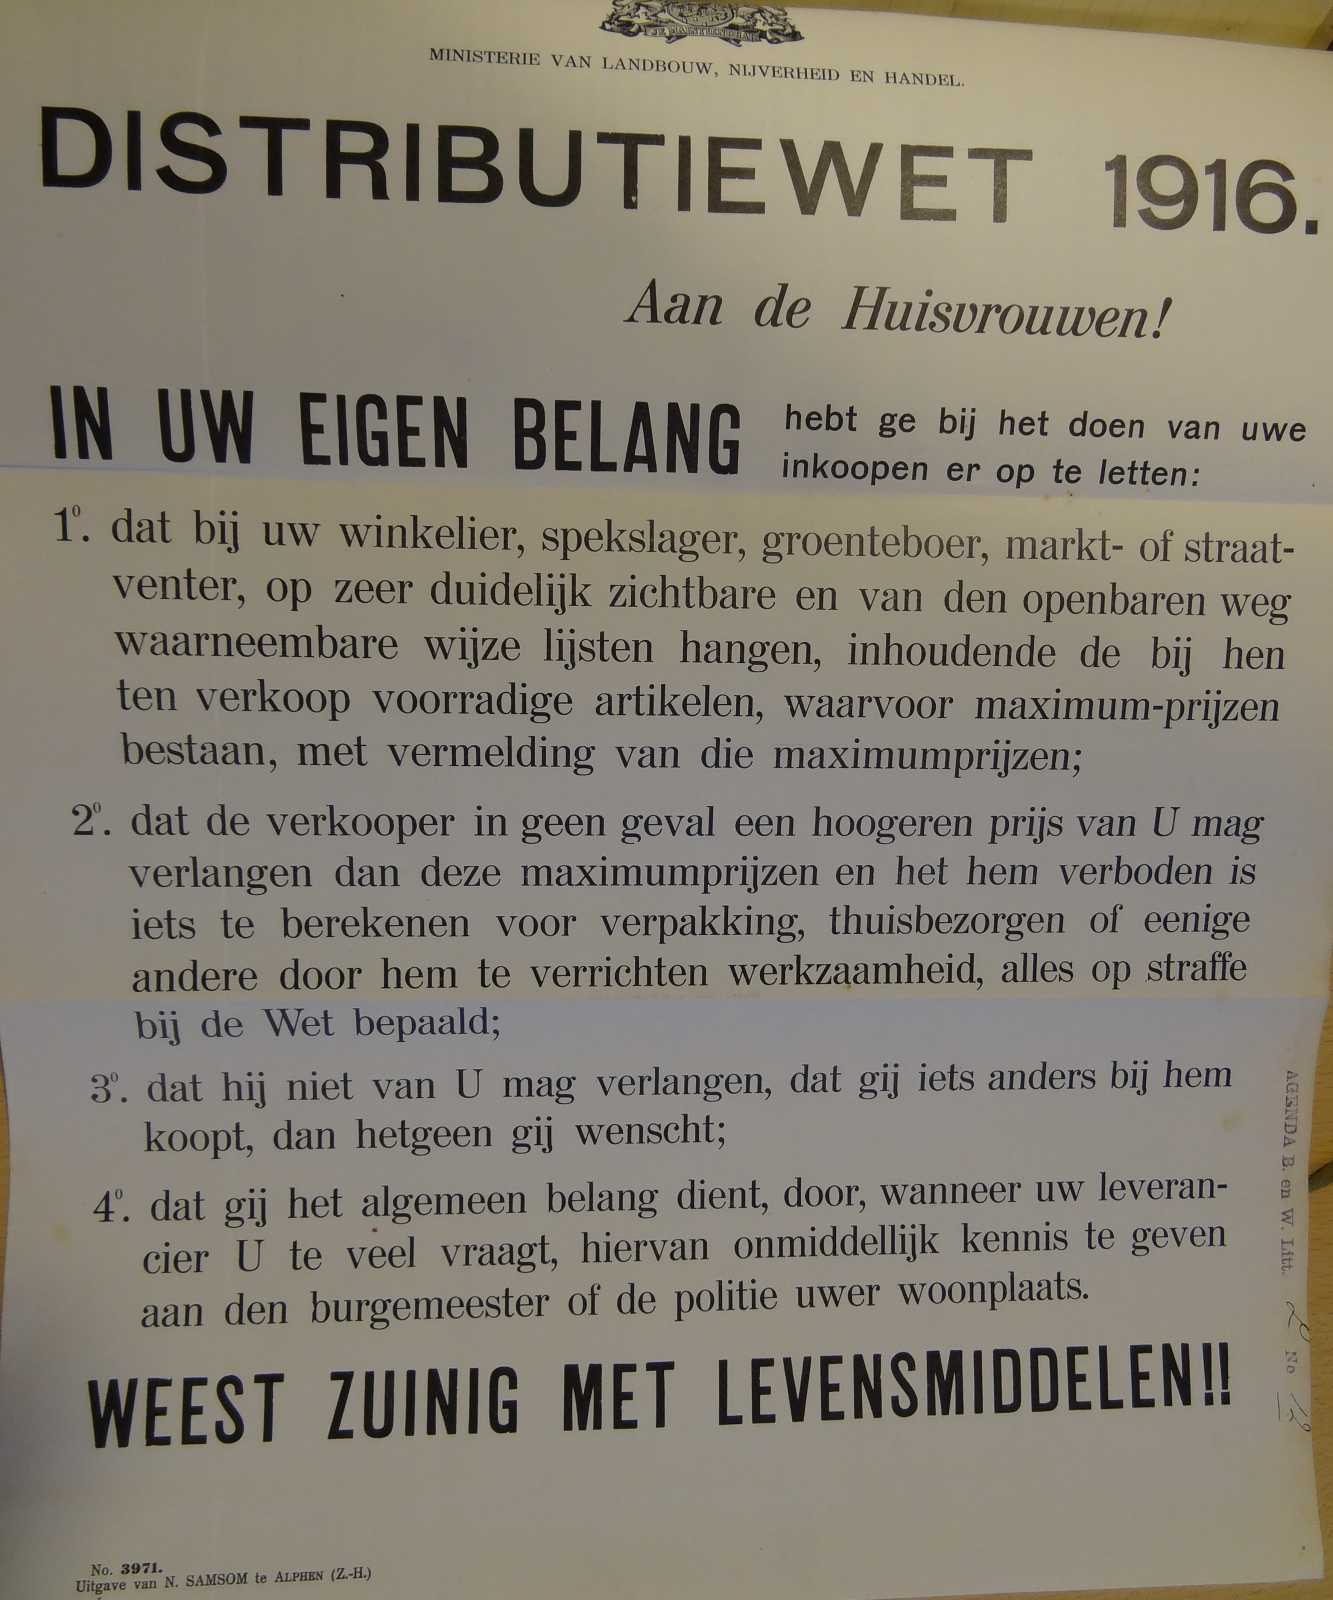 JE MAINTIENDRAI
MINISTERIE VAN LANDBOUW, NIJVERHEID EN HANDEL.
DISTRIBUTIEWET 1916.
Aan de Huisvrouwen!
IN UW EIGEN BELANG hebt ge bij het doen van uwe
inkoopen er op te letten:
1º. dat bij uw winkelier, spekslager, groenteboer, markt- of straat-
venter, op zeer duidelijk zichtbare en van den openbaren weg
waarneembare wijze lijsten hangen, inhoudende de bij hen
ten verkoop voorradige artikelen, waarvoor maximum-prijzen
bestaan, met vermelding van die maximumprijzen;
2º. dat de verkooper in geen geval een hoogeren prijs van U mag
verlangen dan deze maximumprijzen en het hem verboden is
iets te berekenen voor verpakking, thuisbezorgen of eenige
andere door hem te verrichten werkzaamheid, alles op straffe
bij de Wet bepaald;
3º. dat hij niet van U mag verlangen, dat gij iets anders bij hem
koopt, dan hetgeen gij wenscht;
4º. dat gij het algemeen belang dient, door, wanneer uw leveran-
cier U te veel vraagt, hiervan onmiddellijk kennis te geven
aan den burgemeester of de politie uwer woonplaats.
WEEST ZUINIG MET LEVENSMIDDELEN!!
No. 3971.
Uitgave van N. SAMSOM te ALPHEN (Z.-H.)
AGENDA B. en W. Litt. No